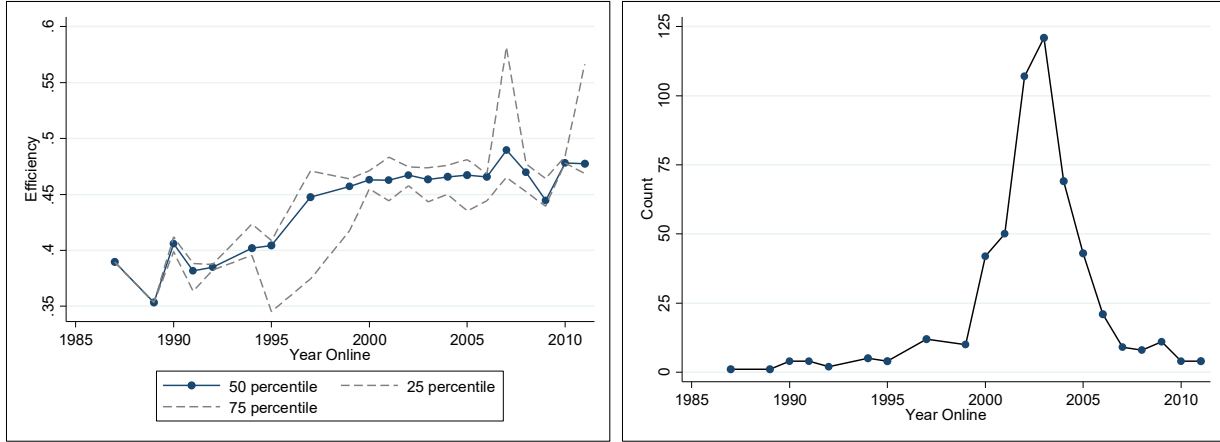 .6
.55
.5
.45
.4
.35
Efficiency
1985 1990 1995 2000 2005 2010
Year Online
50 percentile 25 percentile
75 percentile
125
100
75
50
25
0
Count
1985 1990 1995 2000 2005 2010
Year Online